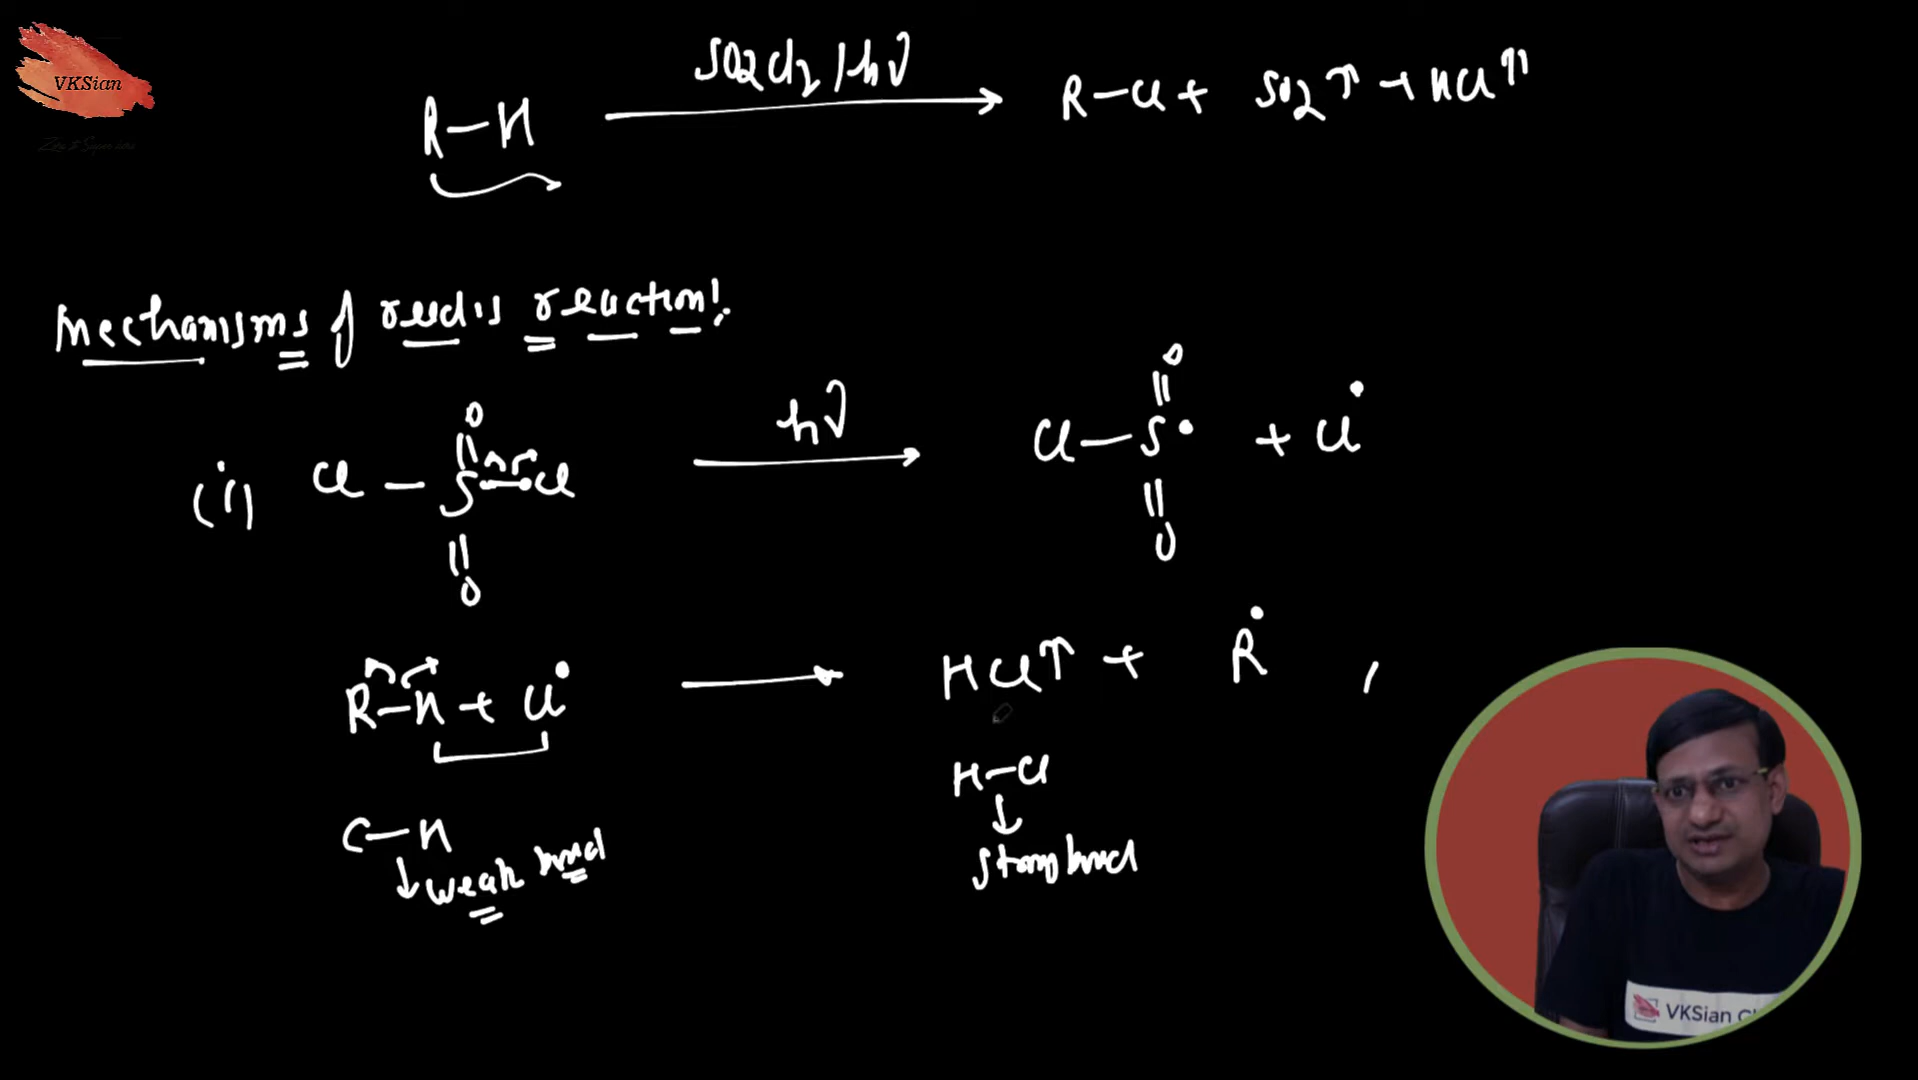 VKSian
R-H SO2Cl2/hν R-Cl + SO2↑ + HCl↑
Mechanisms of reaction:
(i) Cl-S-Cl hν Cl-S• + Cl•
O
O
O
O
R-H + Cl• → HCl↑ + R• ,
C-H H-Cl
↓ weak bond ↓
Strong bond
VKSian